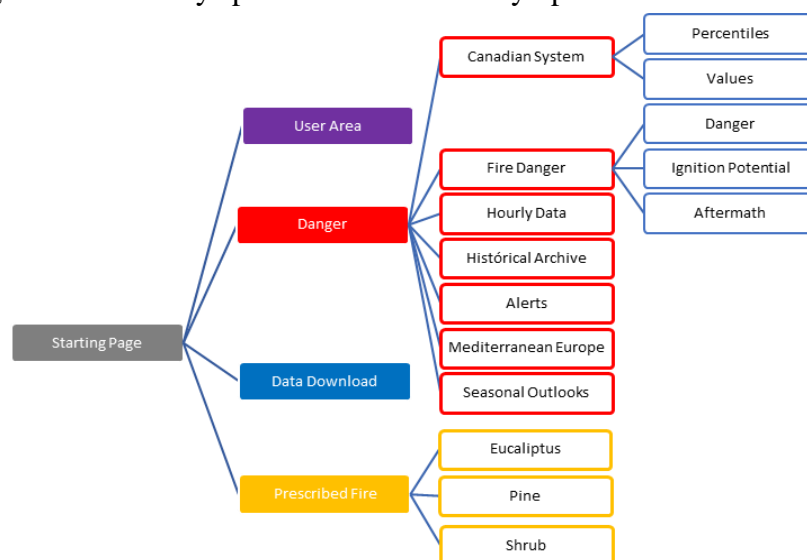 Canadian System
Percentiles
Values
User Area
Danger
Fire Danger
Ignition Potential
Aftermath
Danger
Hourly Data
Histórical Archive
Alerts
Mediterranean Europe
Seasonal Outlooks
Starting Page
Data Download
Prescribed Fire
Eucaliptus
Pine
Shrub